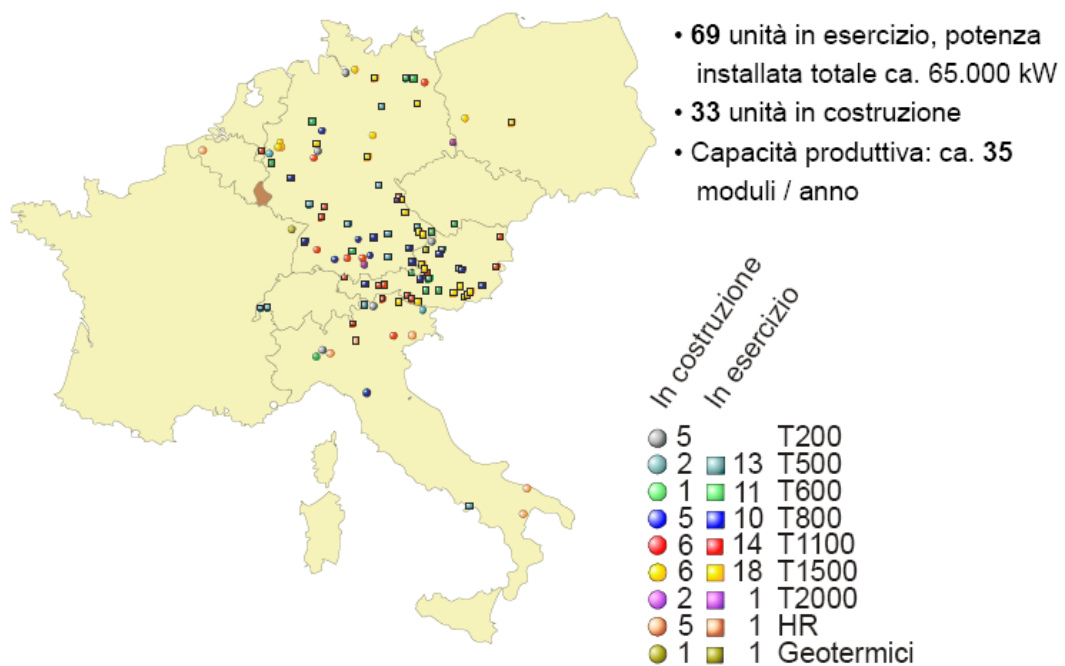 • 69 unità in esercizio, potenza
installata totale ca. 65.000 kW
• 33 unità in costruzione
• Capacità produttiva: ca. 35
moduli / anno
In costruzione
In esercizio
5 T200
2 13 T500
1 11 T600
5 10 T800
6 14 T1100
6 18 T1500
2 1 T2000
5 1 HR
1 1 Geotermici